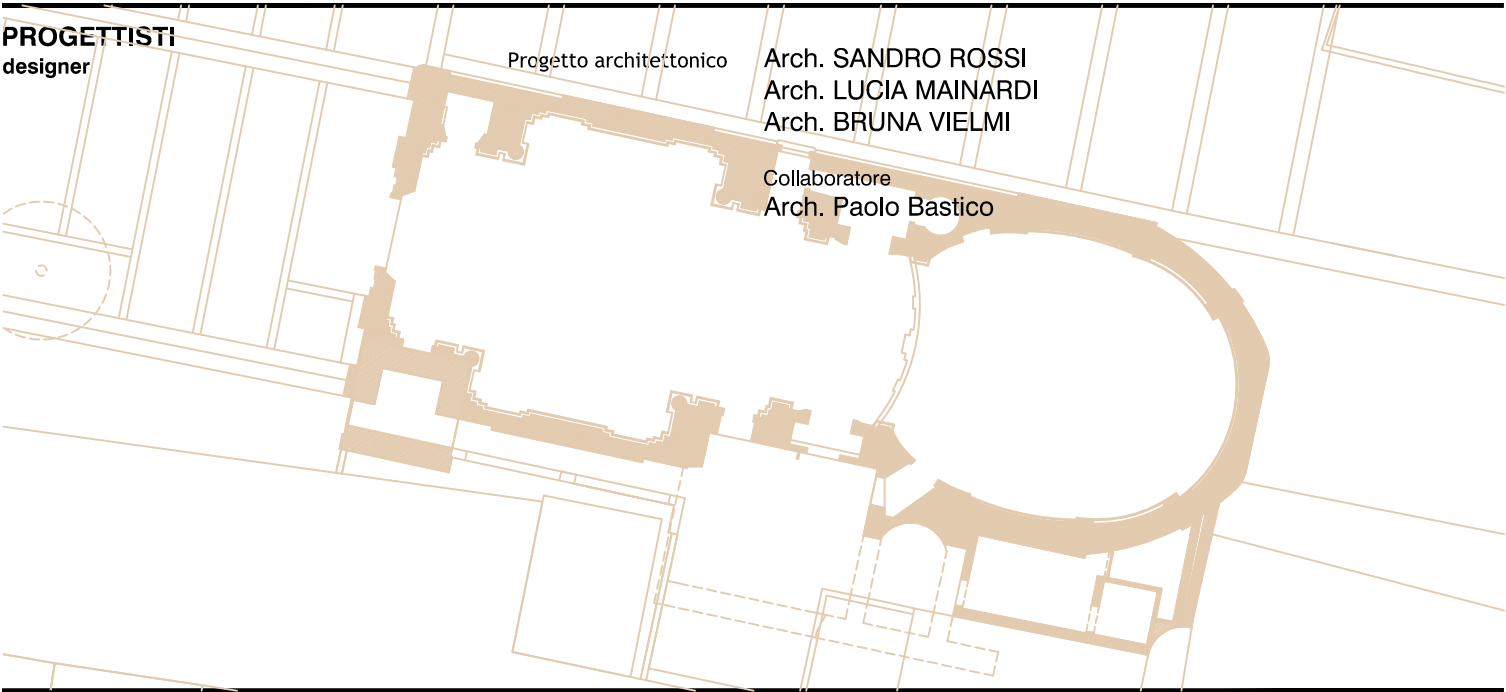 PROGETTISTI
designer
Progetto architettonico
Arch. SANDRO ROSSI
Arch. LUCIA MAINARDI
Arch. BRUNA VIELMI
Collaboratore
Arch. Paolo Bastico